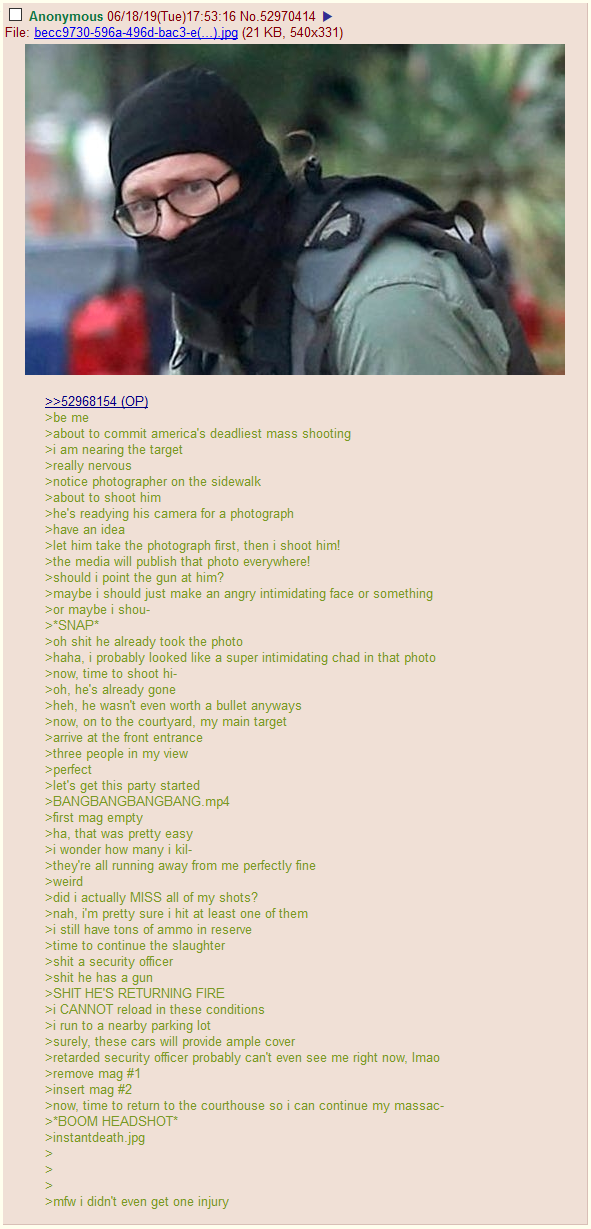 Anonymous 06/18/19(Tue)17:53:16 No.52970414 ▶
File: becc9730-596a-496d-bac3-e(...).jpg (21 KB, 540x331)
>>52968154 (OP)
>be me
>about to commit america's deadliest mass shooting
>i am nearing the target
>really nervous
>notice photographer on the sidewalk
>about to shoot him
>he's readying his camera for a photograph
>have an idea
>let him take the photograph first, then i shoot him!
>the media will publish that photo everywhere!
>should i point the gun at him?
>maybe i should just make an angry intimidating face or something
>or maybe i shou-
>*SNAP*
>oh shit he already took the photo
>haha, i probably looked like a super intimidating chad in that photo
>now, time to shoot hi-
>oh, he's already gone
>heh, he wasn't even worth a bullet anyways
>now, on to the courtyard, my main target
>arrive at the front entrance
>three people in my view
>perfect
>let's get this party started
>BANGBANGBANGBANG.mp4
>first mag empty
>ha, that was pretty easy
>i wonder how many i kil-
>they're all running away from me perfectly fine
>weird
>did i actually MISS all of my shots?
>nah, i'm pretty sure i hit at least one of them
>i still have tons of ammo in reserve
>time to continue the slaughter
>shit a security officer
>shit he has a gun
>SHIT HE'S RETURNING FIRE
>i CANNOT reload in these conditions
>i run to a nearby parking lot
>surely, these cars will provide ample cover
>retarded security officer probably can't even see me right now, lmao
>remove mag #1
>insert mag #2
>now, time to return to the courthouse so i can continue my massac-
>*BOOM HEADSHOT*
>instantdeath.jpg
>
>
>
>mfw i didn't even get one injury